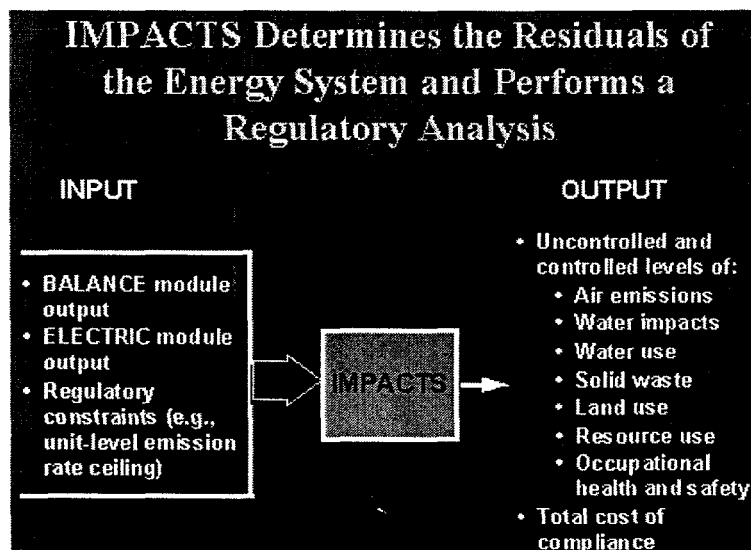 IMPACTS Determines the Residuals of
the Energy System and Performs a
Regulatory Analysis
INPUT
• BALANCE module
output
• ELECTRIC module
output
• Regulatory
constraints (e.g.,
unit-level emission
rate ceiling)
IMPACTS
OUTPUT
• Uncontrolled and
controlled levels of:
• Air emissions
• Water impacts
• Water use
• Solid waste
• Land use
• Resource use
• Occupational
health and safety
• Total cost of
compliance